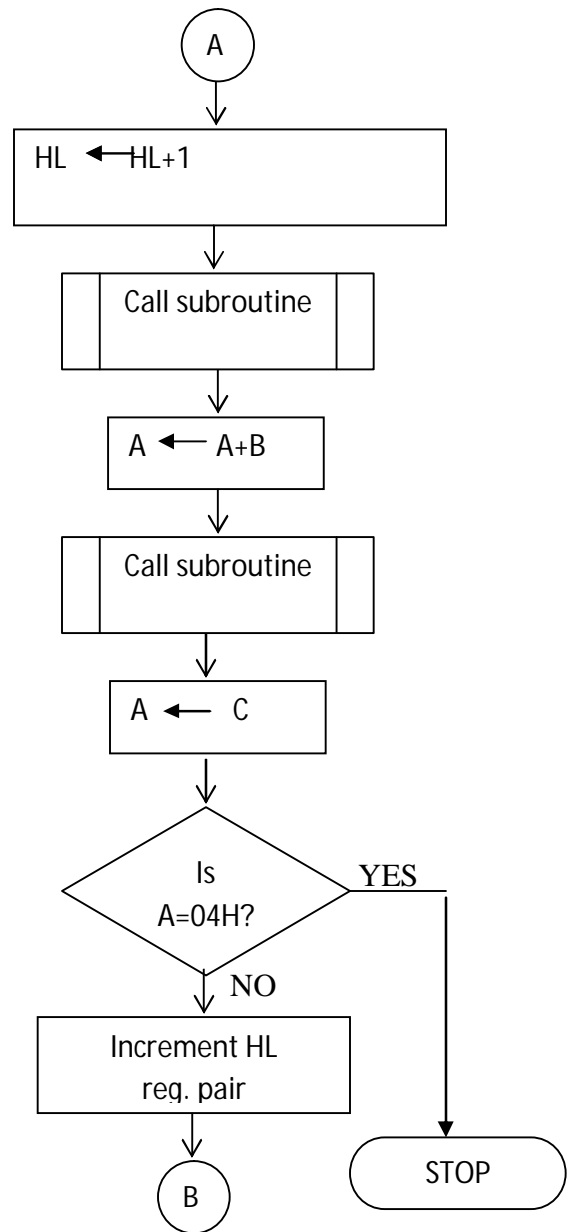 A
HL ← HL+1
Call subroutine
A ← A+B
Call subroutine
A ← C
Is
A=04H?
YES
NO
Increment HL
reg. pair
B
STOP